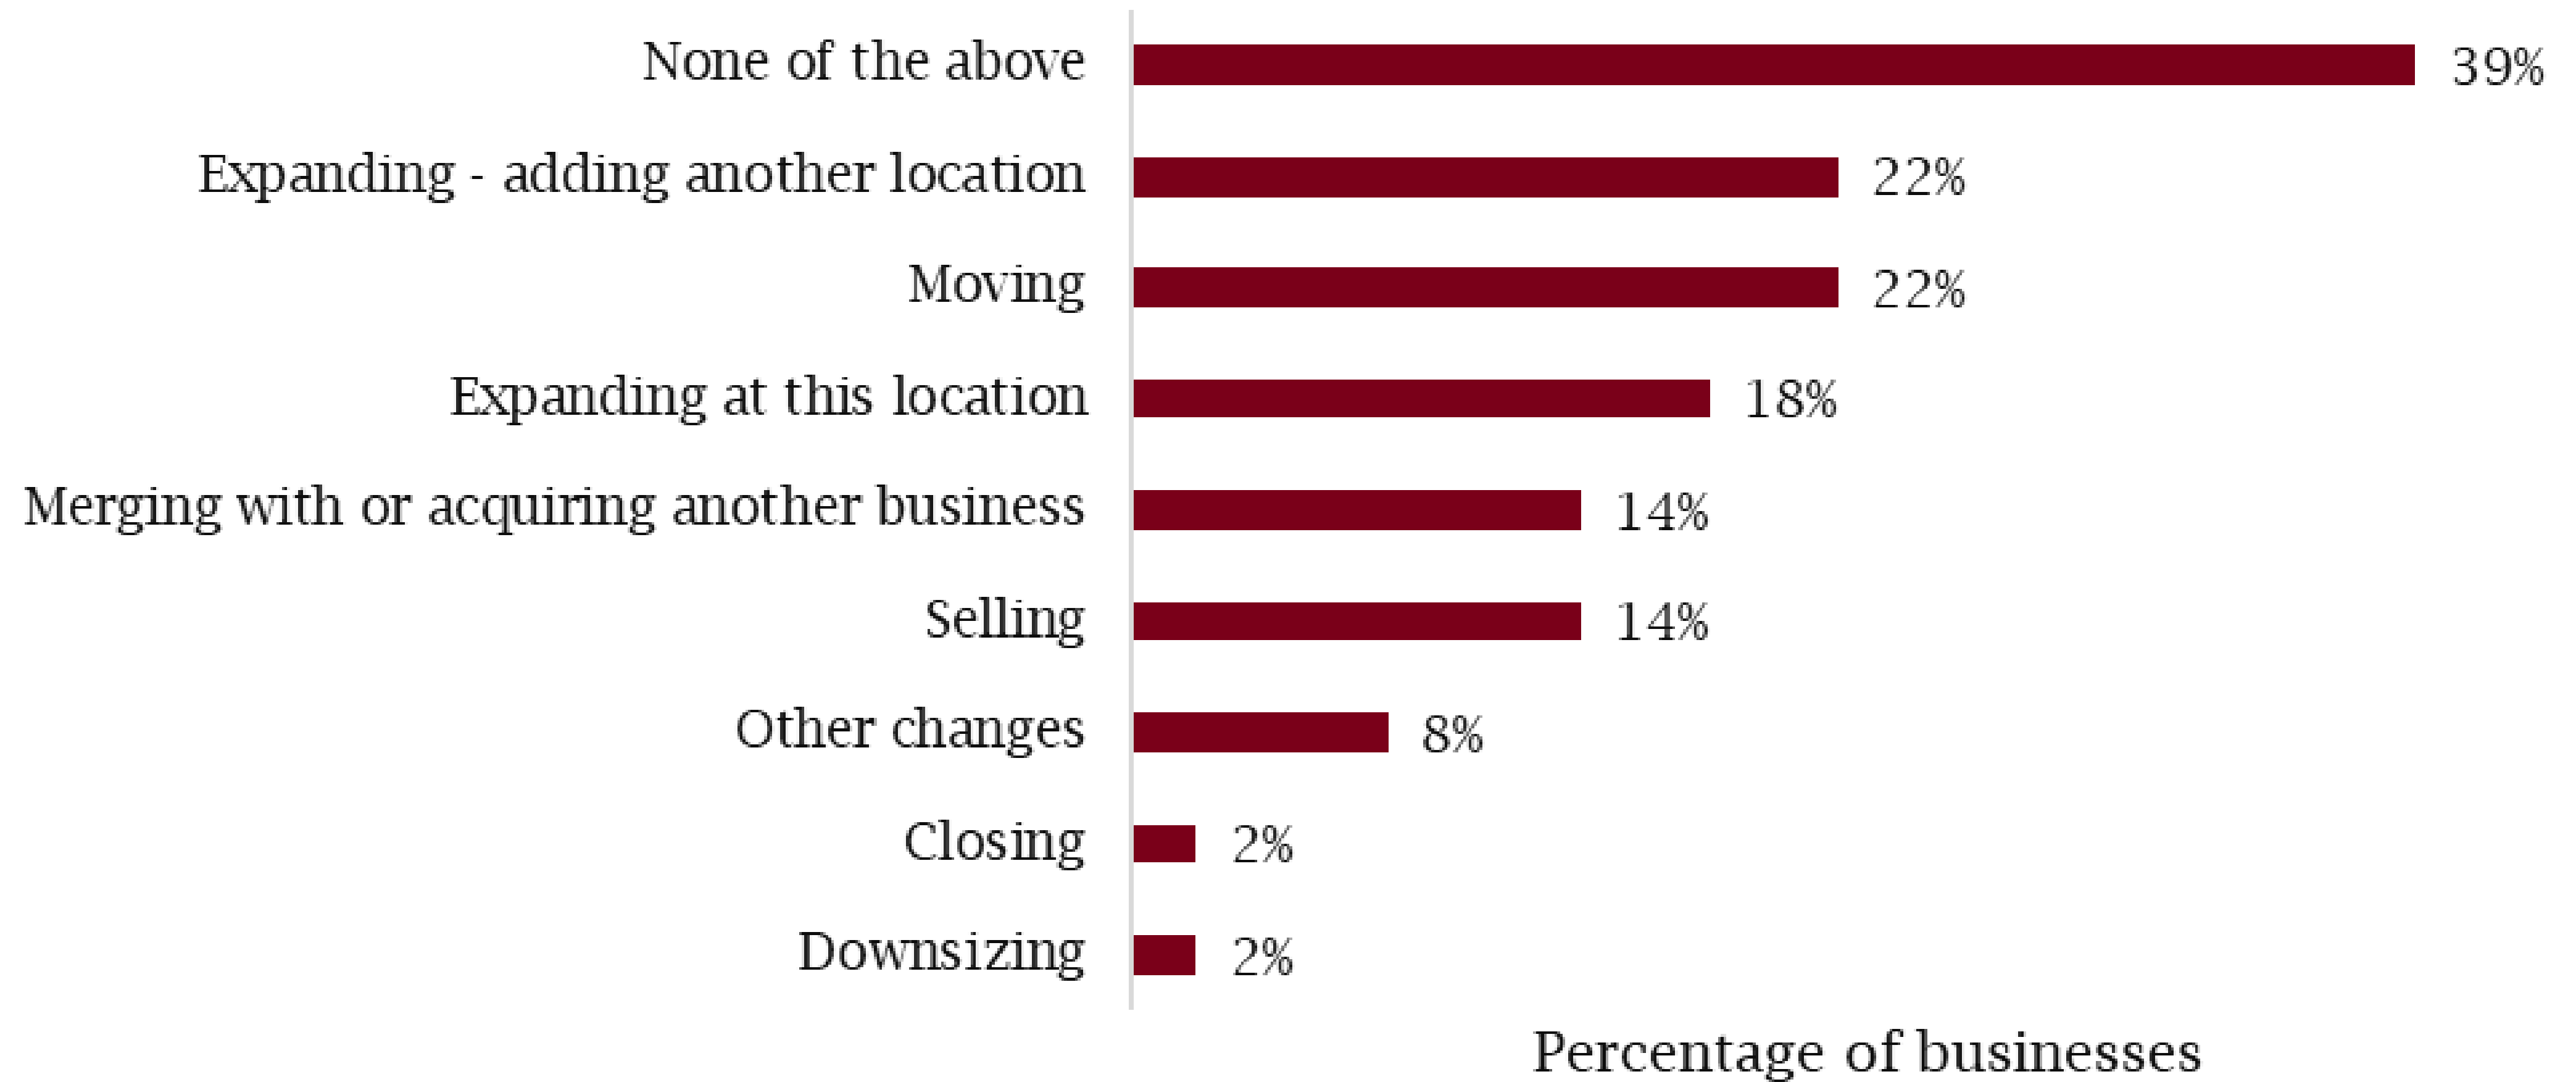 None of the above 39%
Expanding - adding another location 22%
Moving 22%
Expanding at this location 18%
Merging with or acquiring another business 14%
Selling 14%
Other changes 8%
Closing 2%
Downsizing 2%
Percentage of businesses